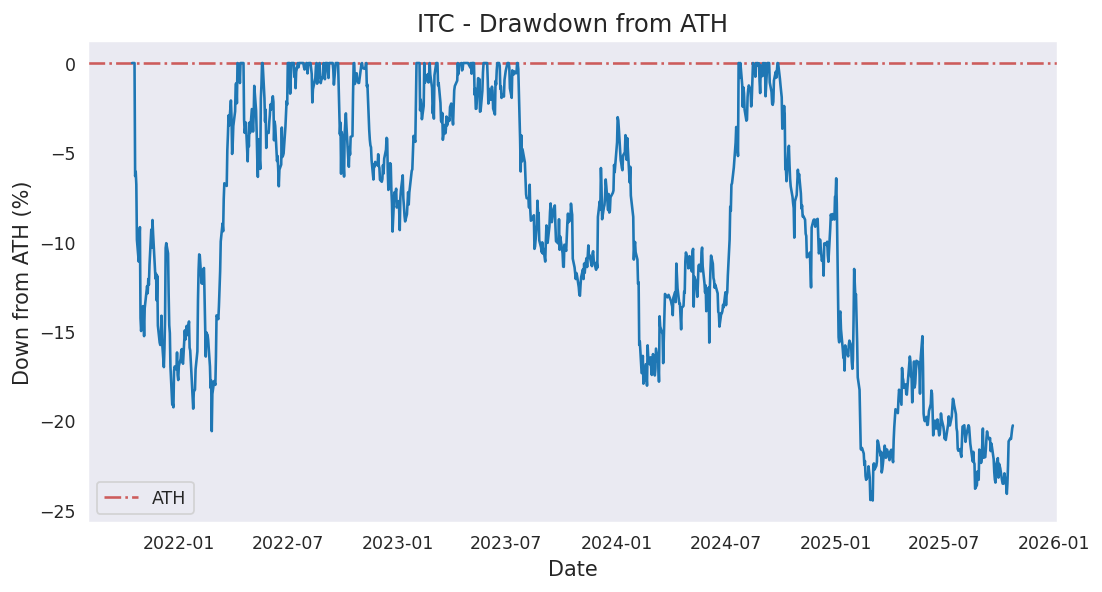 ITC - Drawdown from ATH
Down from ATH (%)
0
−5
−10
−15
−20
−25
ATH
2022-01 2022-07 2023-01 2023-07 2024-01 2024-07 2025-01 2025-07 2026-01
Date